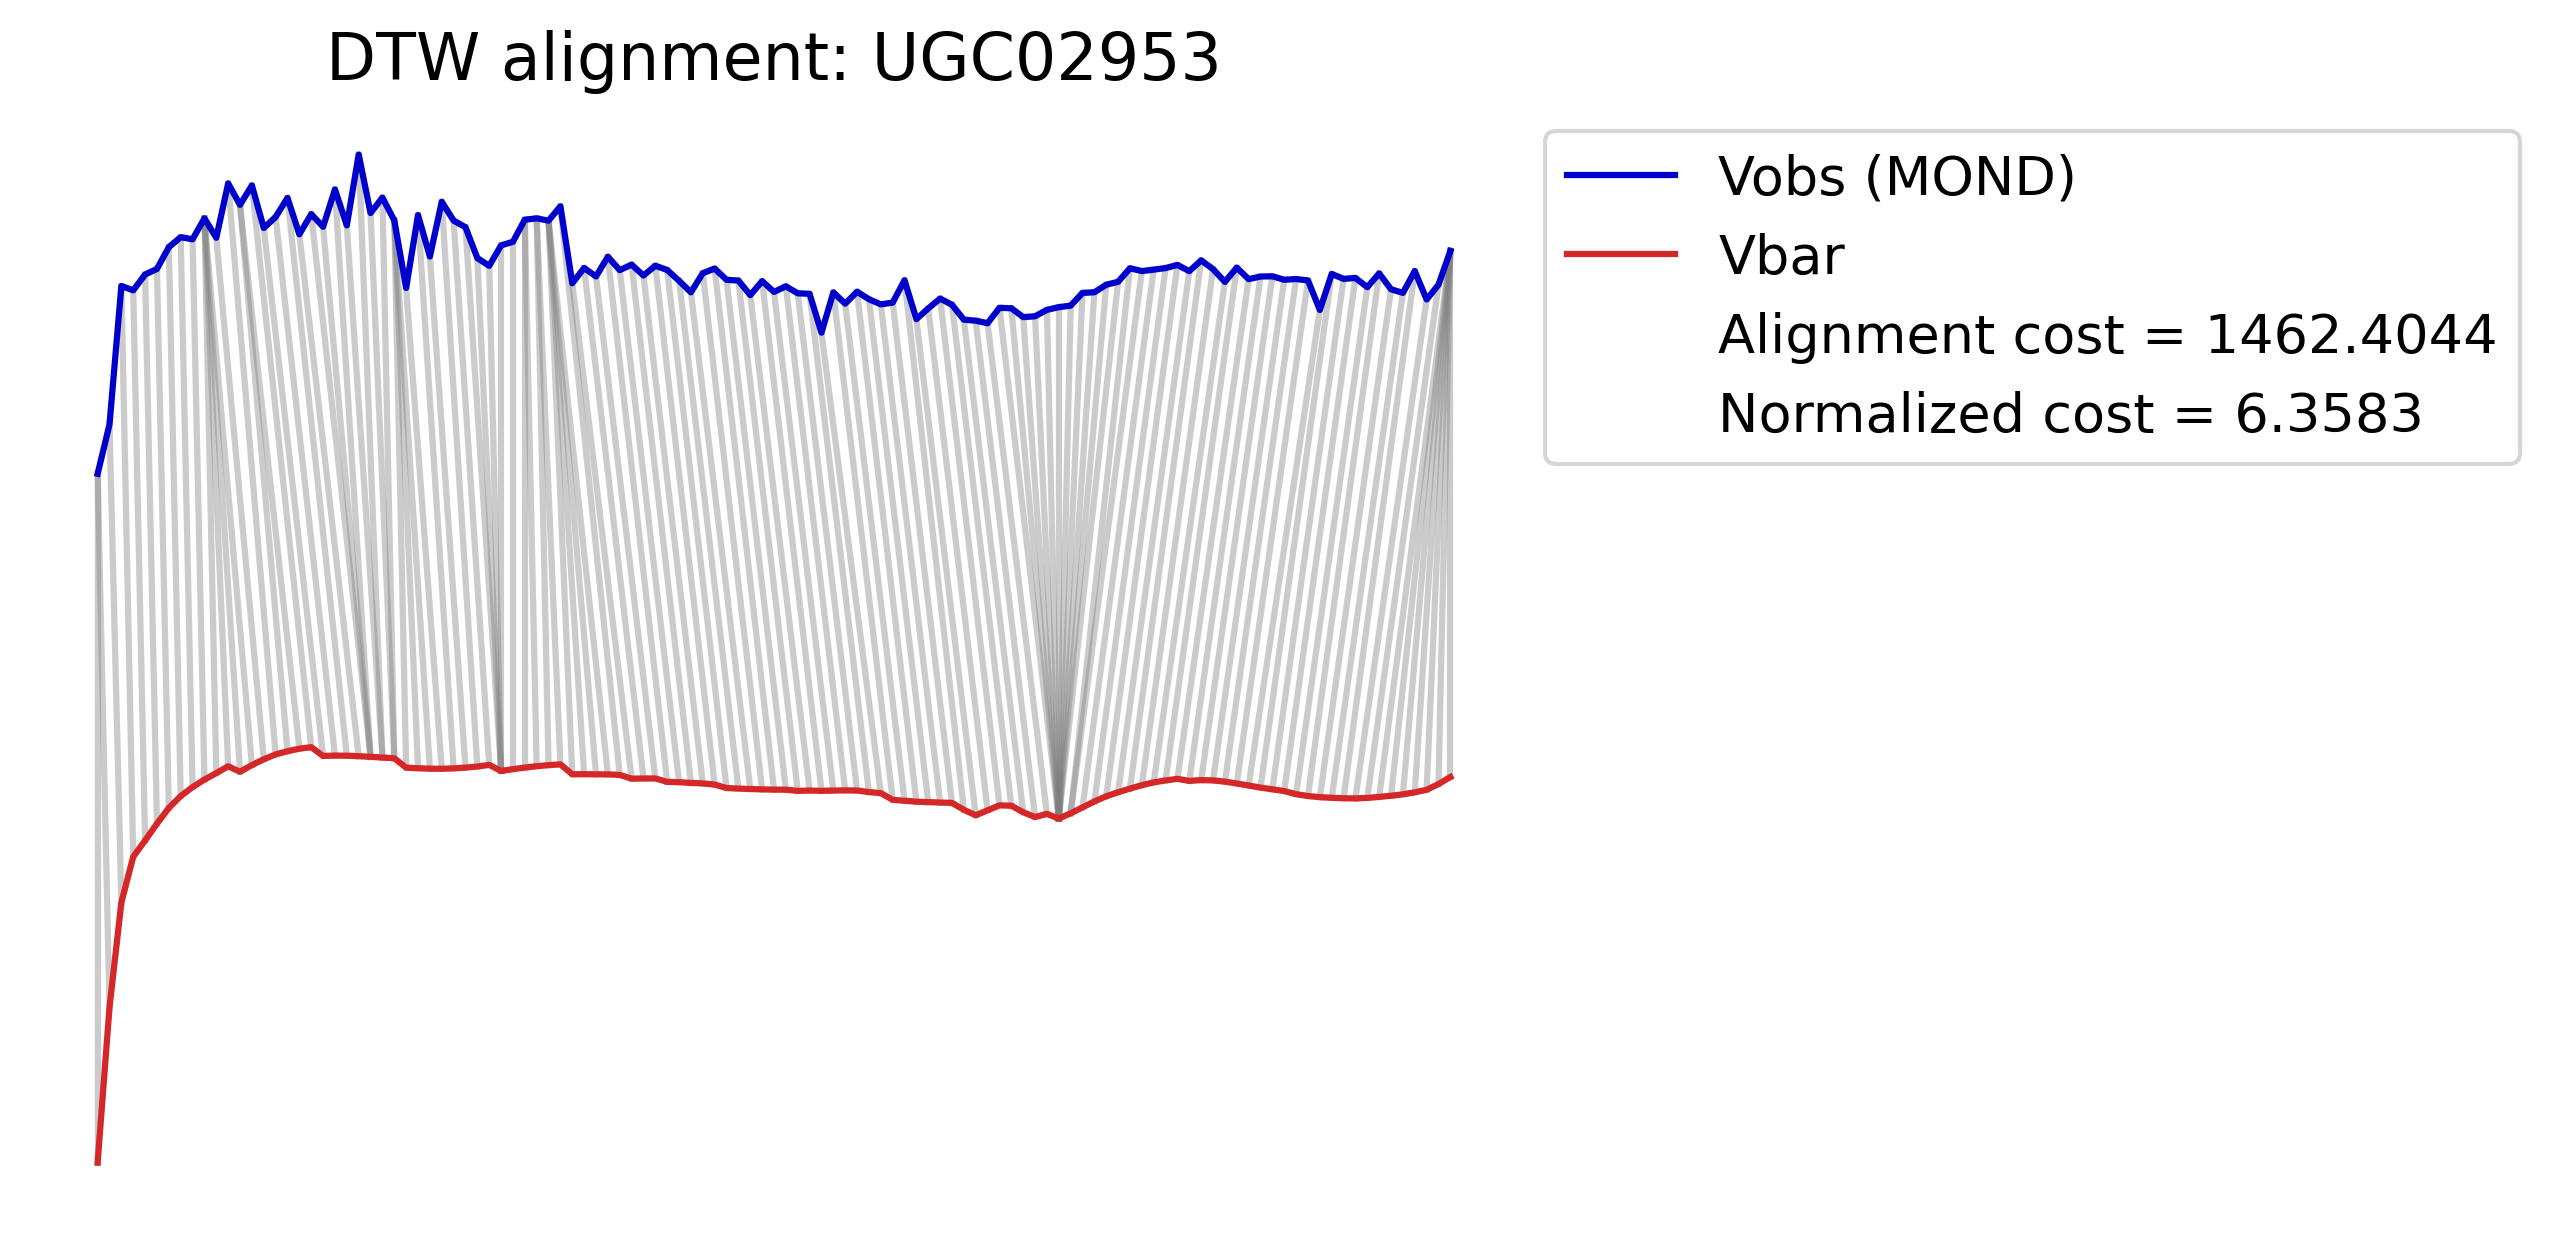 DTW alignment: UGC02953
Vobs (MOND)
Vbar
Alignment cost = 1462.4044
Normalized cost = 6.3583